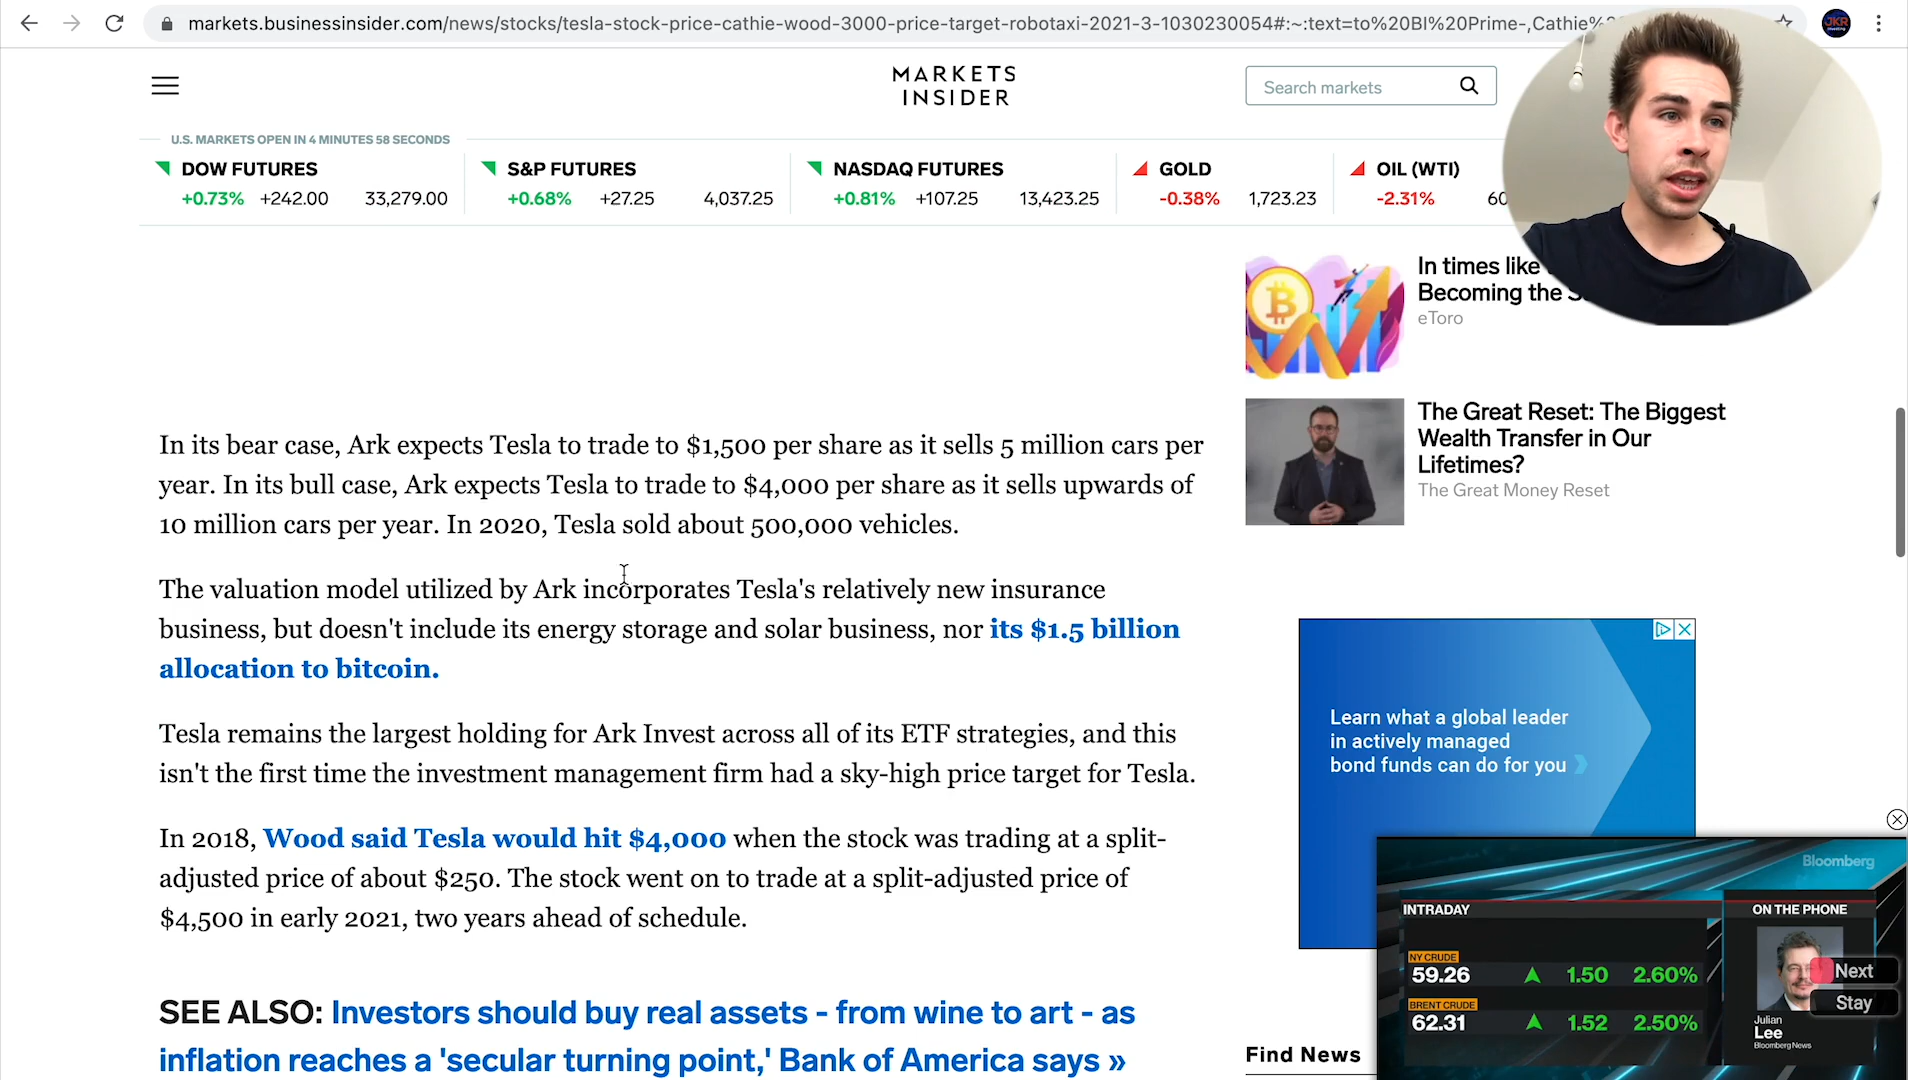 markets.businessinsider.com/news/stocks/tesla-stock-price-cathie-wood-3000-price-target-robotaxi-2021-3-1030230054#:~:text=to%20BI%20Prime-,Cathie%
JKR
MARKETS
INSIDER
Search markets
U.S. MARKETS OPEN IN 4 MINUTES 58 SECONDS
DOW FUTURES
+0.73% +242.00 33,279.00
S&P FUTURES
+0.68% +27.25 4,037.25
NASDAQ FUTURES
+0.81% +107.25 13,423.25
GOLD
-0.38% 1,723.23
OIL (WTI)
-2.31% 60
In times like
Becoming the
eToro
The Great Reset: The Biggest
Wealth Transfer in Our
Lifetimes?
The Great Money Reset
In its bear case, Ark expects Tesla to trade to $1,500 per share as it sells 5 million cars per
year. In its bull case, Ark expects Tesla to trade to $4,000 per share as it sells upwards of
10 million cars per year. In 2020, Tesla sold about 500,000 vehicles.
The valuation model utilized by Ark incorporates Tesla's relatively new insurance
business, but doesn't include its energy storage and solar business, nor its $1.5 billion
allocation to bitcoin.
Tesla remains the largest holding for Ark Invest across all of its ETF strategies, and this
isn't the first time the investment management firm had a sky-high price target for Tesla.
In 2018, Wood said Tesla would hit $4,000 when the stock was trading at a split-
adjusted price of about $250. The stock went on to trade at a split-adjusted price of
$4,500 in early 2021, two years ahead of schedule.
SEE ALSO: Investors should buy real assets - from wine to art - as
inflation reaches a 'secular turning point,' Bank of America says »
Learn what a global leader
in actively managed
bond funds can do for you
Find News
Bloomberg
INTRADAY
NY CRUDE
59.26 1.50 2.60%
BRENT CRUDE
62.31 1.52 2.50%
ON THE PHONE
Next
Stay
Julian
Lee
Bloomberg News